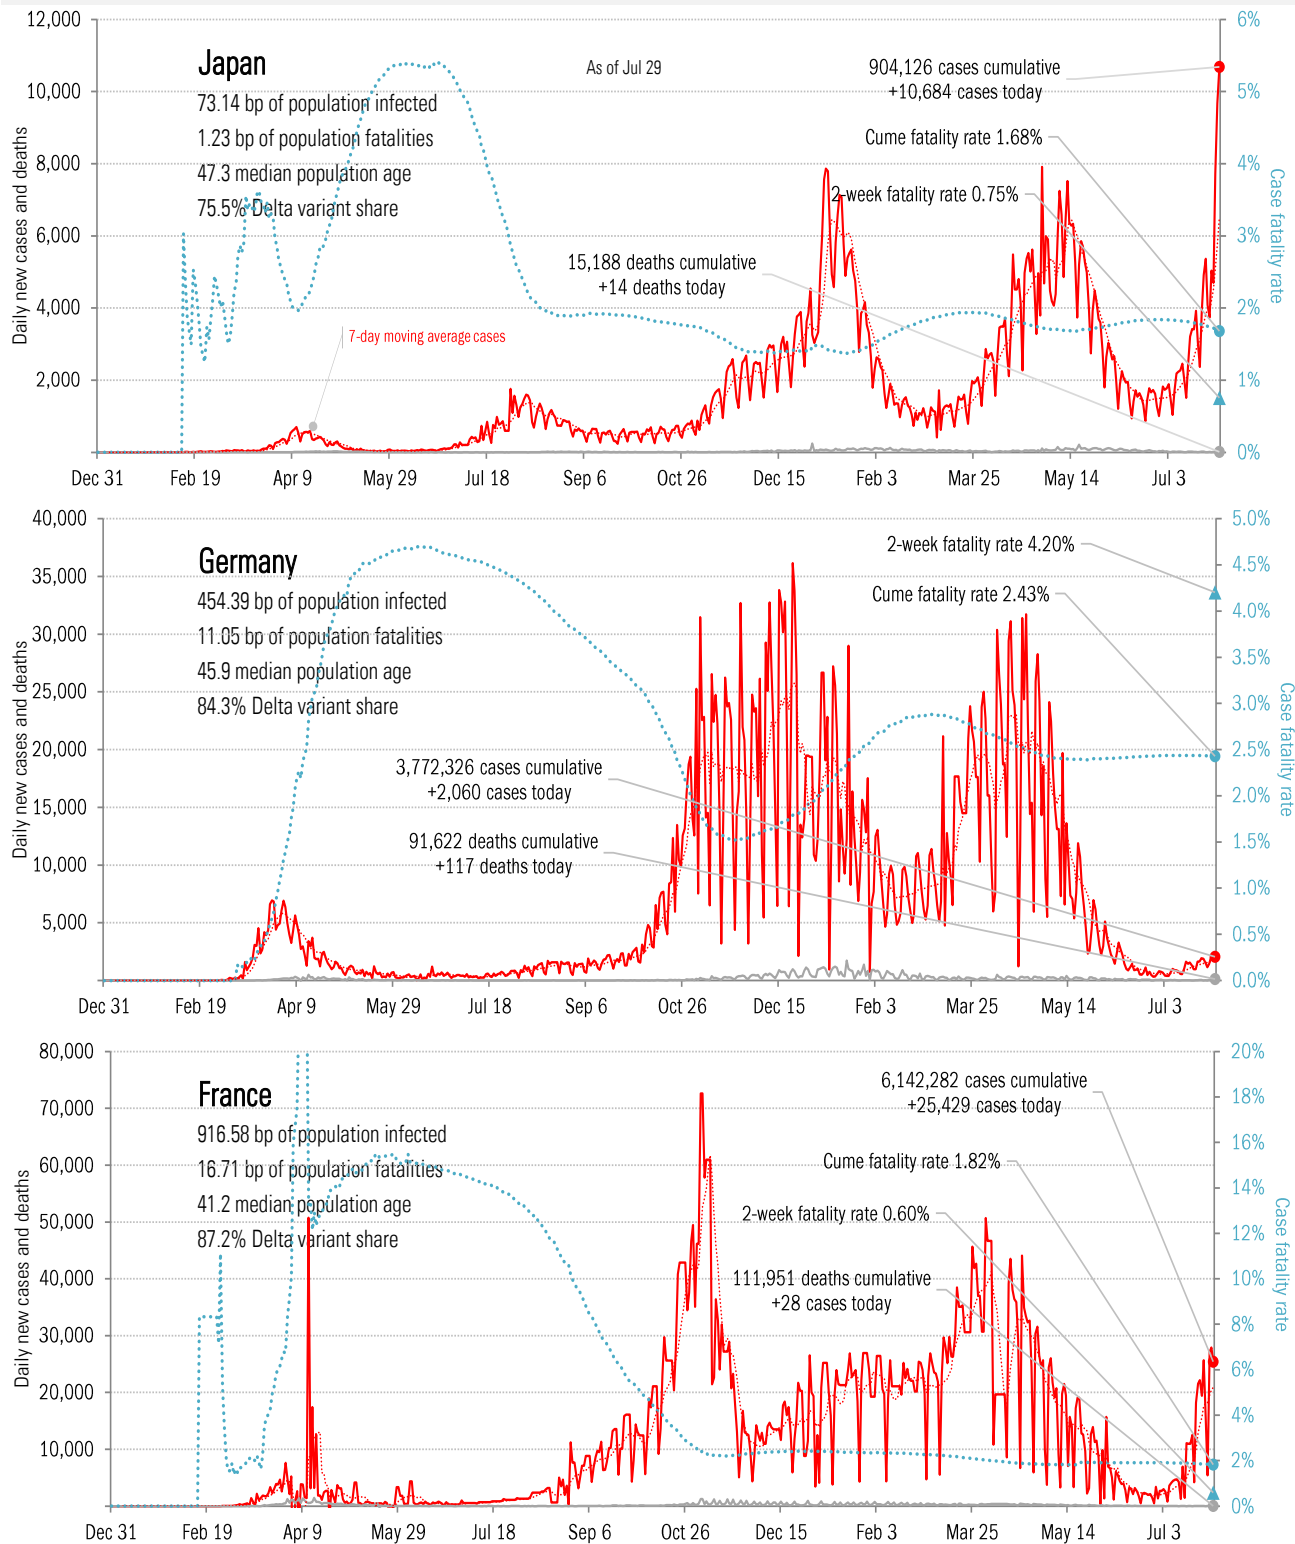 12,000
10,000
8,000
6,000
4,000
2,000
Daily new cases and deaths
Japan
73.14 bp of population infected
1.23 bp of population fatalities
47.3 median population age
75.5% Delta variant share
As of Jul 29
904,126 cases cumulative
+10,684 cases today
Cume fatality rate 1.68%
2-week fatality rate 0.75%
15,188 deaths cumulative
+14 deaths today
7-day moving average cases
6%
5%
4%
3%
2%
1%
0%
Case fatality rate
Dec 31 Feb 19 Apr 9 May 29 Jul 18 Sep 6 Oct 26 Dec 15 Feb 3 Mar 25 May 14 Jul 3
40,000
35,000
30,000
25,000
20,000
15,000
10,000
5,000
Daily new cases and deaths
Germany
454.39 bp of population infected
11.05 bp of population fatalities
45.9 median population age
84.3% Delta variant share
2-week fatality rate 4.20%
Cume fatality rate 2.43%
3,772,326 cases cumulative
+2,060 cases today
91,622 deaths cumulative
+117 deaths today
5.0%
4.5%
4.0%
3.5%
3.0%
2.5%
2.0%
1.5%
1.0%
0.5%
0.0%
Case fatality rate
Dec 31 Feb 19 Apr 9 May 29 Jul 18 Sep 6 Oct 26 Dec 15 Feb 3 Mar 25 May 14 Jul 3
80,000
70,000
60,000
50,000
40,000
30,000
20,000
10,000
Daily new cases and deaths
France
916.58 bp of population infected
16.71 bp of population fatalities
41.2 median population age
87.2% Delta variant share
6,142,282 cases cumulative
+25,429 cases today
Cume fatality rate 1.82%
2-week fatality rate 0.60%
111,951 deaths cumulative
+28 cases today
20%
18%
16%
14%
12%
10%
8%
6%
4%
2%
0%
Case fatality rate
Dec 31 Feb 19 Apr 9 May 29 Jul 18 Sep 6 Oct 26 Dec 15 Feb 3 Mar 25 May 14 Jul 3